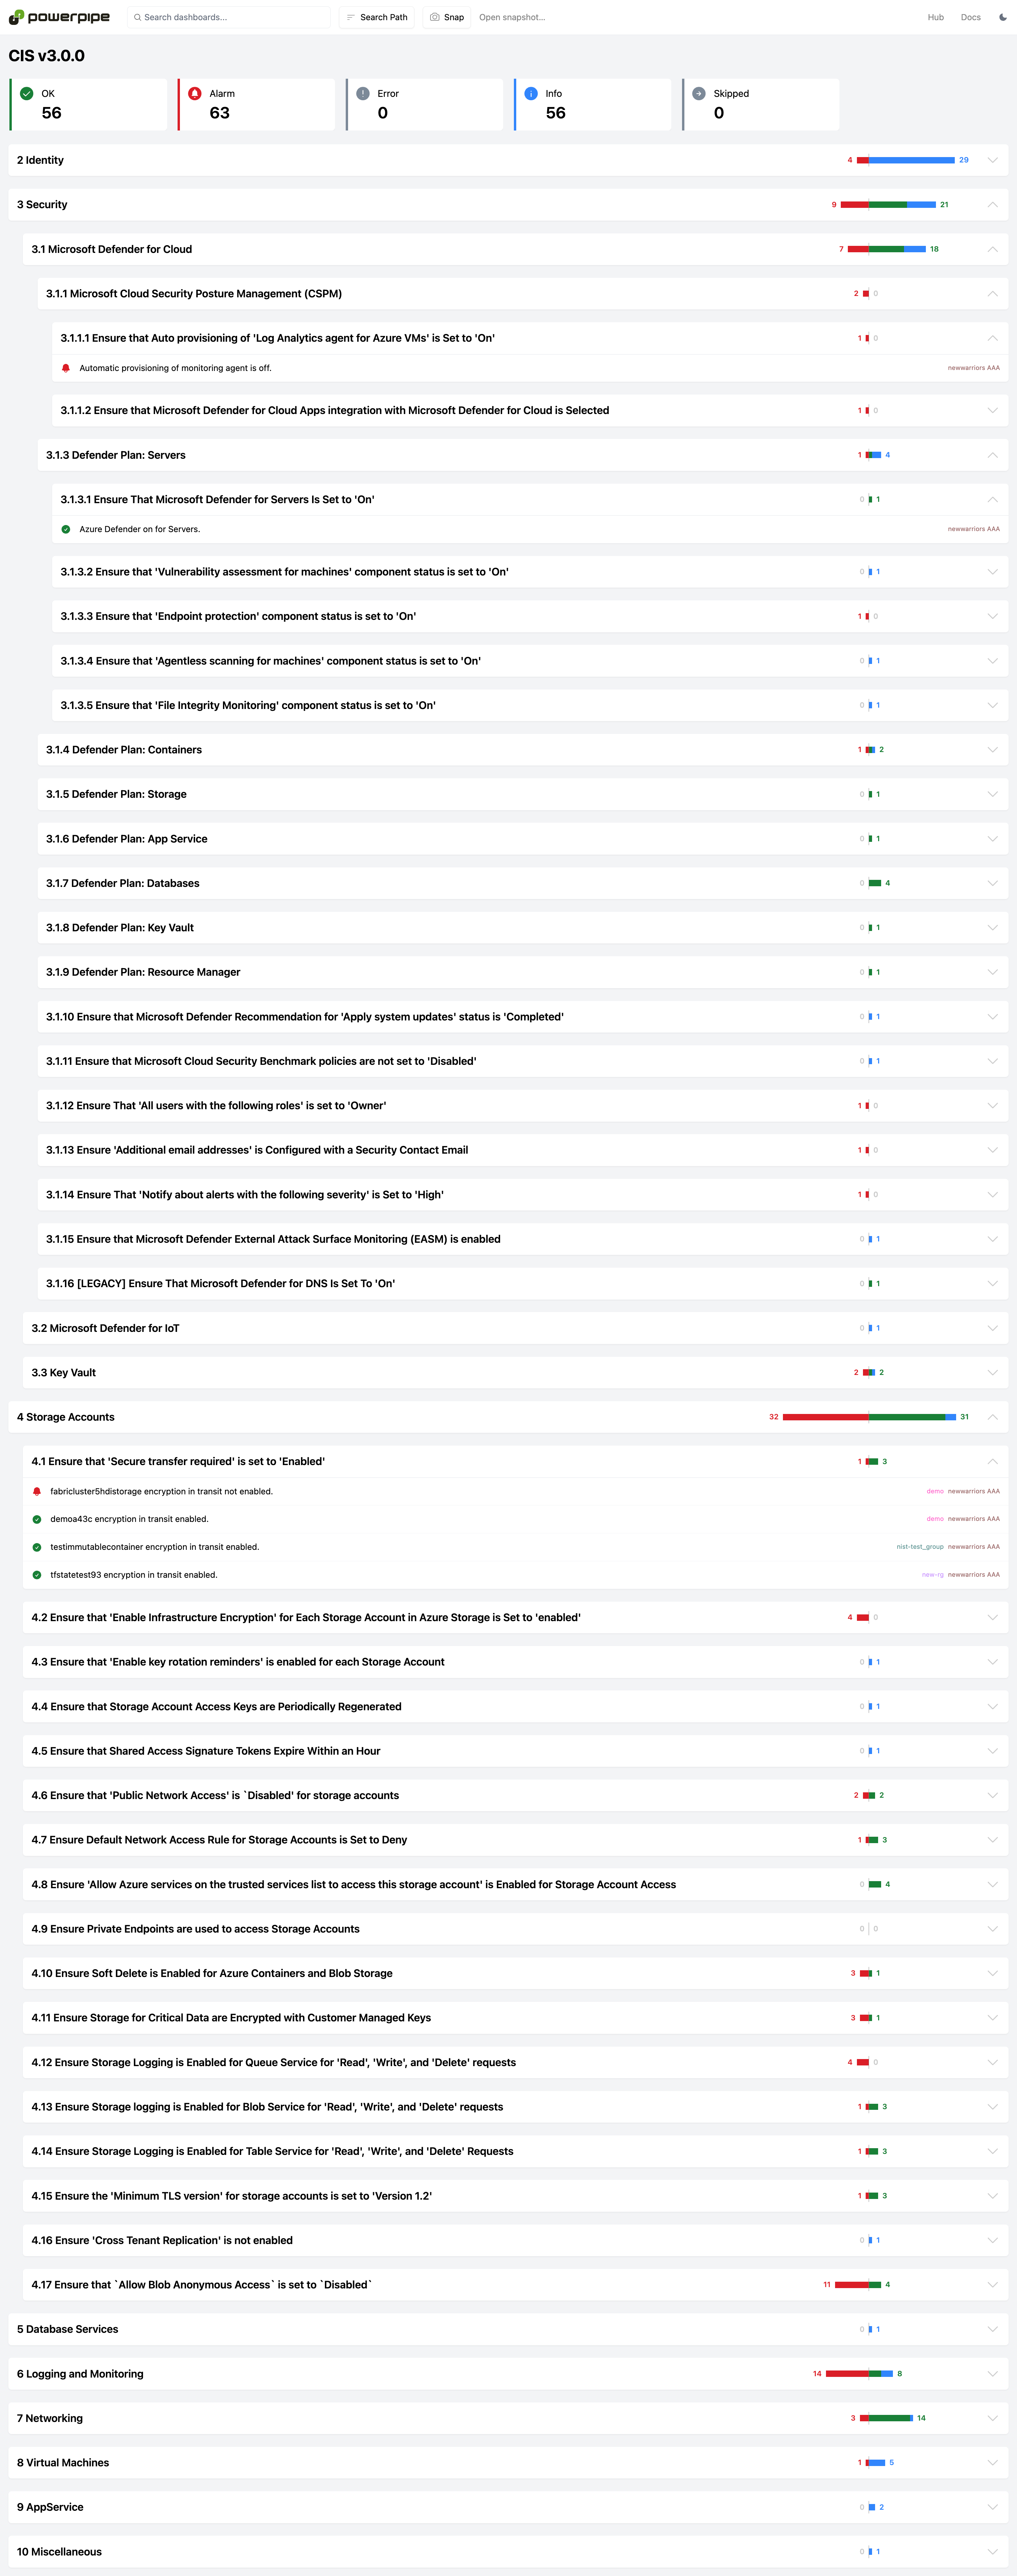 powerpipe
Search dashboards...
Search Path
Snap
Open snapshot...
Hub
Docs
CIS v3.0.0
OK
56
Alarm
63
Error
0
Info
56
Skipped
0
2 Identity 4 29
3 Security 9 21
3.1 Microsoft Defender for Cloud 7 18
3.1.1 Microsoft Cloud Security Posture Management (CSPM) 2 0
3.1.1.1 Ensure that Auto provisioning of 'Log Analytics agent for Azure VMs' is Set to 'On' 1 0
Automatic provisioning of monitoring agent is off. newwarriors AAA
3.1.1.2 Ensure that Microsoft Defender for Cloud Apps integration with Microsoft Defender for Cloud is Selected 1 0
3.1.3 Defender Plan: Servers 1 4
3.1.3.1 Ensure That Microsoft Defender for Servers Is Set to 'On' 0 1
Azure Defender on for Servers. newwarriors AAA
3.1.3.2 Ensure that 'Vulnerability assessment for machines' component status is set to 'On' 0 1
3.1.3.3 Ensure that 'Endpoint protection' component status is set to 'On' 1 0
3.1.3.4 Ensure that 'Agentless scanning for machines' component status is set to 'On' 0 1
3.1.3.5 Ensure that 'File Integrity Monitoring' component status is set to 'On' 0 1
3.1.4 Defender Plan: Containers 1 2
3.1.5 Defender Plan: Storage 0 1
3.1.6 Defender Plan: App Service 0 1
3.1.7 Defender Plan: Databases 0 4
3.1.8 Defender Plan: Key Vault 0 1
3.1.9 Defender Plan: Resource Manager 0 1
3.1.10 Ensure that Microsoft Defender Recommendation for 'Apply system updates' status is 'Completed' 0 1
3.1.11 Ensure that Microsoft Cloud Security Benchmark policies are not set to 'Disabled' 0 1
3.1.12 Ensure That 'All users with the following roles' is set to 'Owner' 1 0
3.1.13 Ensure 'Additional email addresses' is Configured with a Security Contact Email 1 0
3.1.14 Ensure That 'Notify about alerts with the following severity' is Set to 'High' 1 0
3.1.15 Ensure that Microsoft Defender External Attack Surface Monitoring (EASM) is enabled 0 1
3.1.16 [LEGACY] Ensure That Microsoft Defender for DNS Is Set To 'On' 0 1
3.2 Microsoft Defender for IoT 0 1
3.3 Key Vault 2 2
4 Storage Accounts 32 31
4.1 Ensure that 'Secure transfer required' is set to 'Enabled' 1 3
fabricluster5hdistorage encryption in transit not enabled. demo newwarriors AAA
demoa43c encryption in transit enabled. demo newwarriors AAA
testimmutablecontainer encryption in transit enabled. nist-test_group newwarriors AAA
tfstatetest93 encryption in transit enabled. new-rg newwarriors AAA
4.2 Ensure that 'Enable Infrastructure Encryption' for Each Storage Account in Azure Storage is Set to 'enabled' 4 0
4.3 Ensure that 'Enable key rotation reminders' is enabled for each Storage Account 0 1
4.4 Ensure that Storage Account Access Keys are Periodically Regenerated 0 1
4.5 Ensure that Shared Access Signature Tokens Expire Within an Hour 0 1
4.6 Ensure that 'Public Network Access' is `Disabled' for storage accounts 2 2
4.7 Ensure Default Network Access Rule for Storage Accounts is Set to Deny 1 3
4.8 Ensure 'Allow Azure services on the trusted services list to access this storage account' is Enabled for Storage Account Access 0 4
4.9 Ensure Private Endpoints are used to access Storage Accounts 0 0
4.10 Ensure Soft Delete is Enabled for Azure Containers and Blob Storage 3 1
4.11 Ensure Storage for Critical Data are Encrypted with Customer Managed Keys 3 1
4.12 Ensure Storage Logging is Enabled for Queue Service for 'Read', 'Write', and 'Delete' requests 4 0
4.13 Ensure Storage logging is Enabled for Blob Service for 'Read', 'Write', and 'Delete' requests 1 3
4.14 Ensure Storage Logging is Enabled for Table Service for 'Read', 'Write', and 'Delete' Requests 1 3
4.15 Ensure the 'Minimum TLS version' for storage accounts is set to 'Version 1.2' 1 3
4.16 Ensure 'Cross Tenant Replication' is not enabled 0 1
4.17 Ensure that `Allow Blob Anonymous Access` is set to `Disabled` 11 4
5 Database Services 0 1
6 Logging and Monitoring 14 8
7 Networking 3 14
8 Virtual Machines 1 5
9 AppService 0 2
10 Miscellaneous 0 1